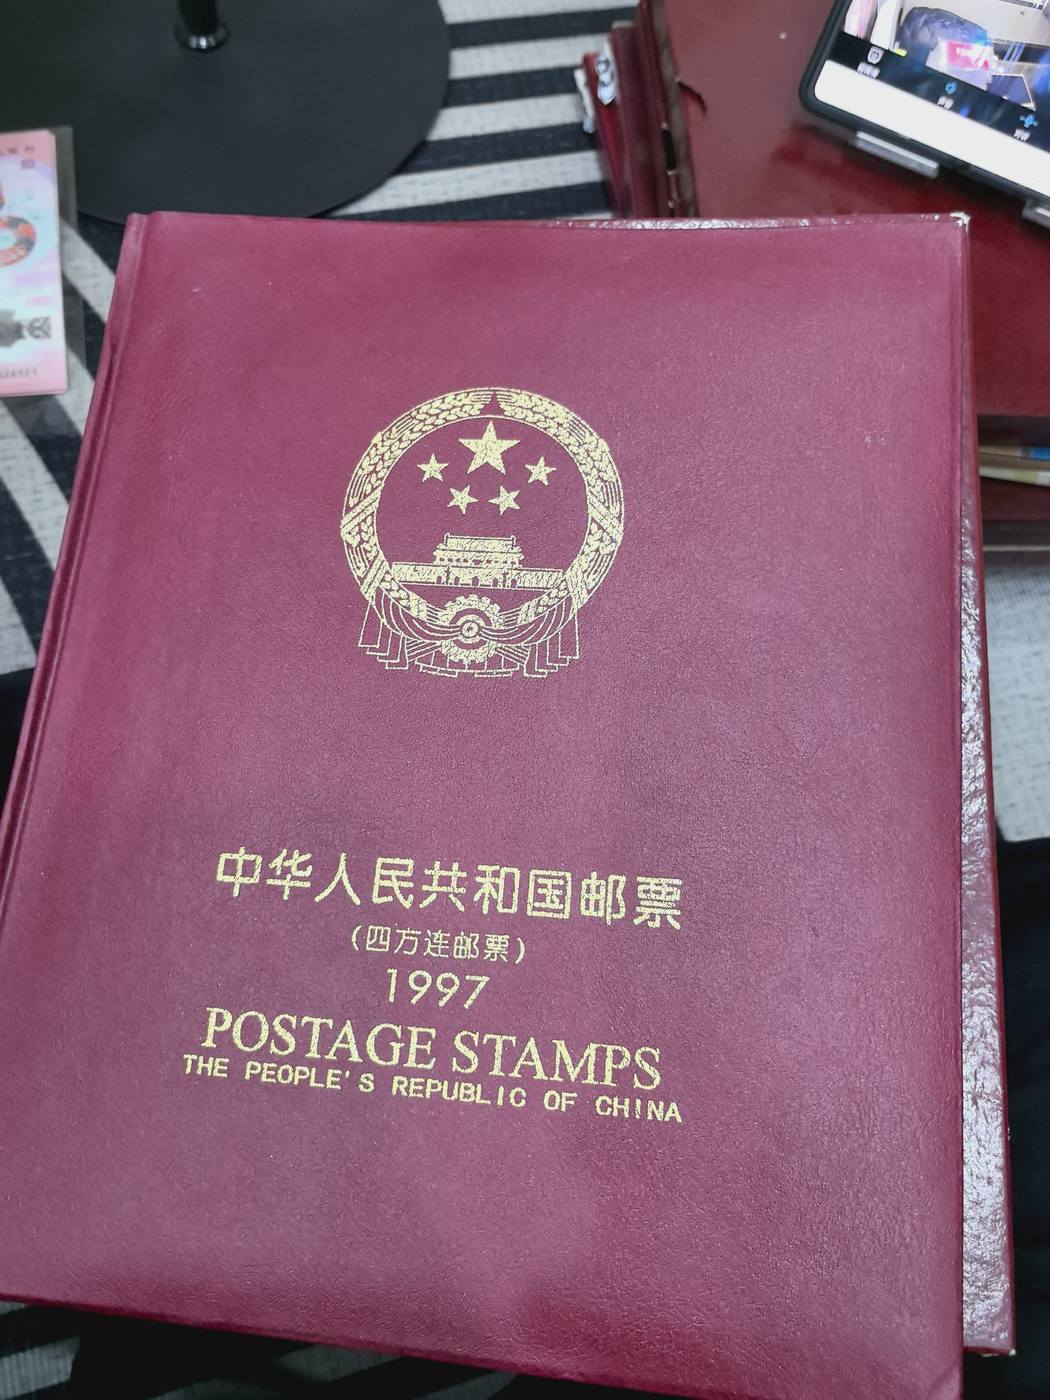 中华人民共和国邮票
(四方连邮票)
1997
POSTAGE STAMPS
THE PEOPLE'S REPUBLIC OF CHINA